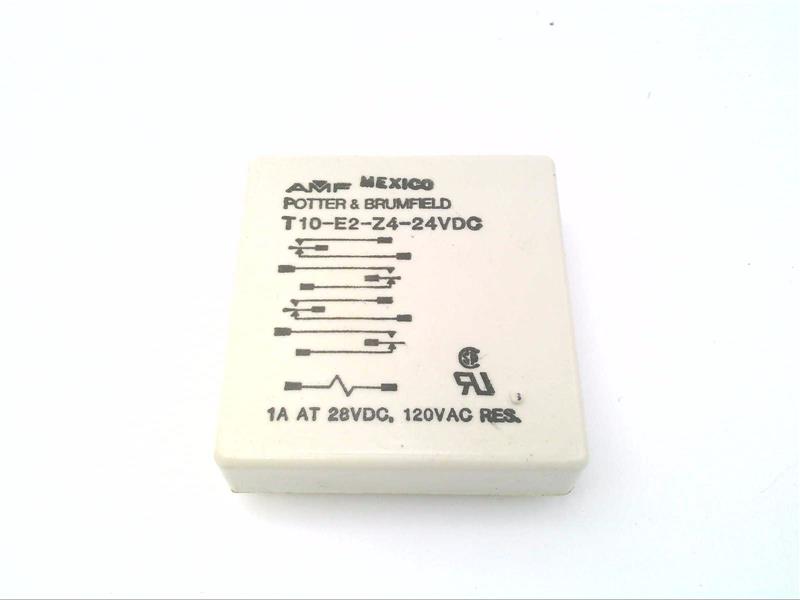 AMF MEXICO
POTTER & BRUMFIELD
T10-E2-Z4-24VDC
1A AT 28VDC, 120VAC RES.